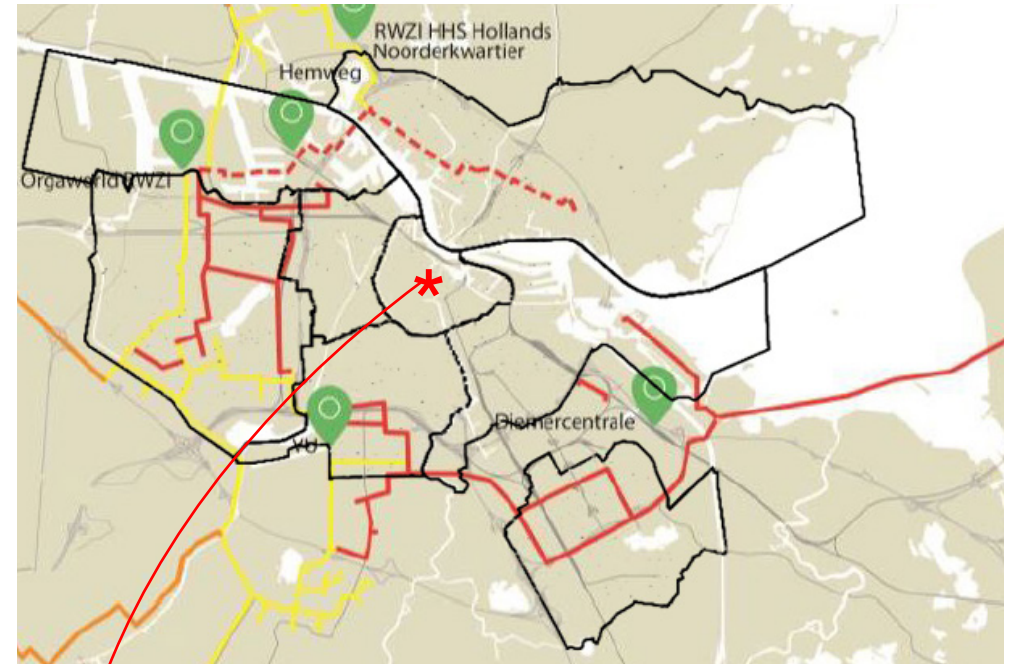 RWZI HHS Hollands
Noorderkwartier
Hemweg
Orgaworld RWZI
Diemercentrale
VU
*